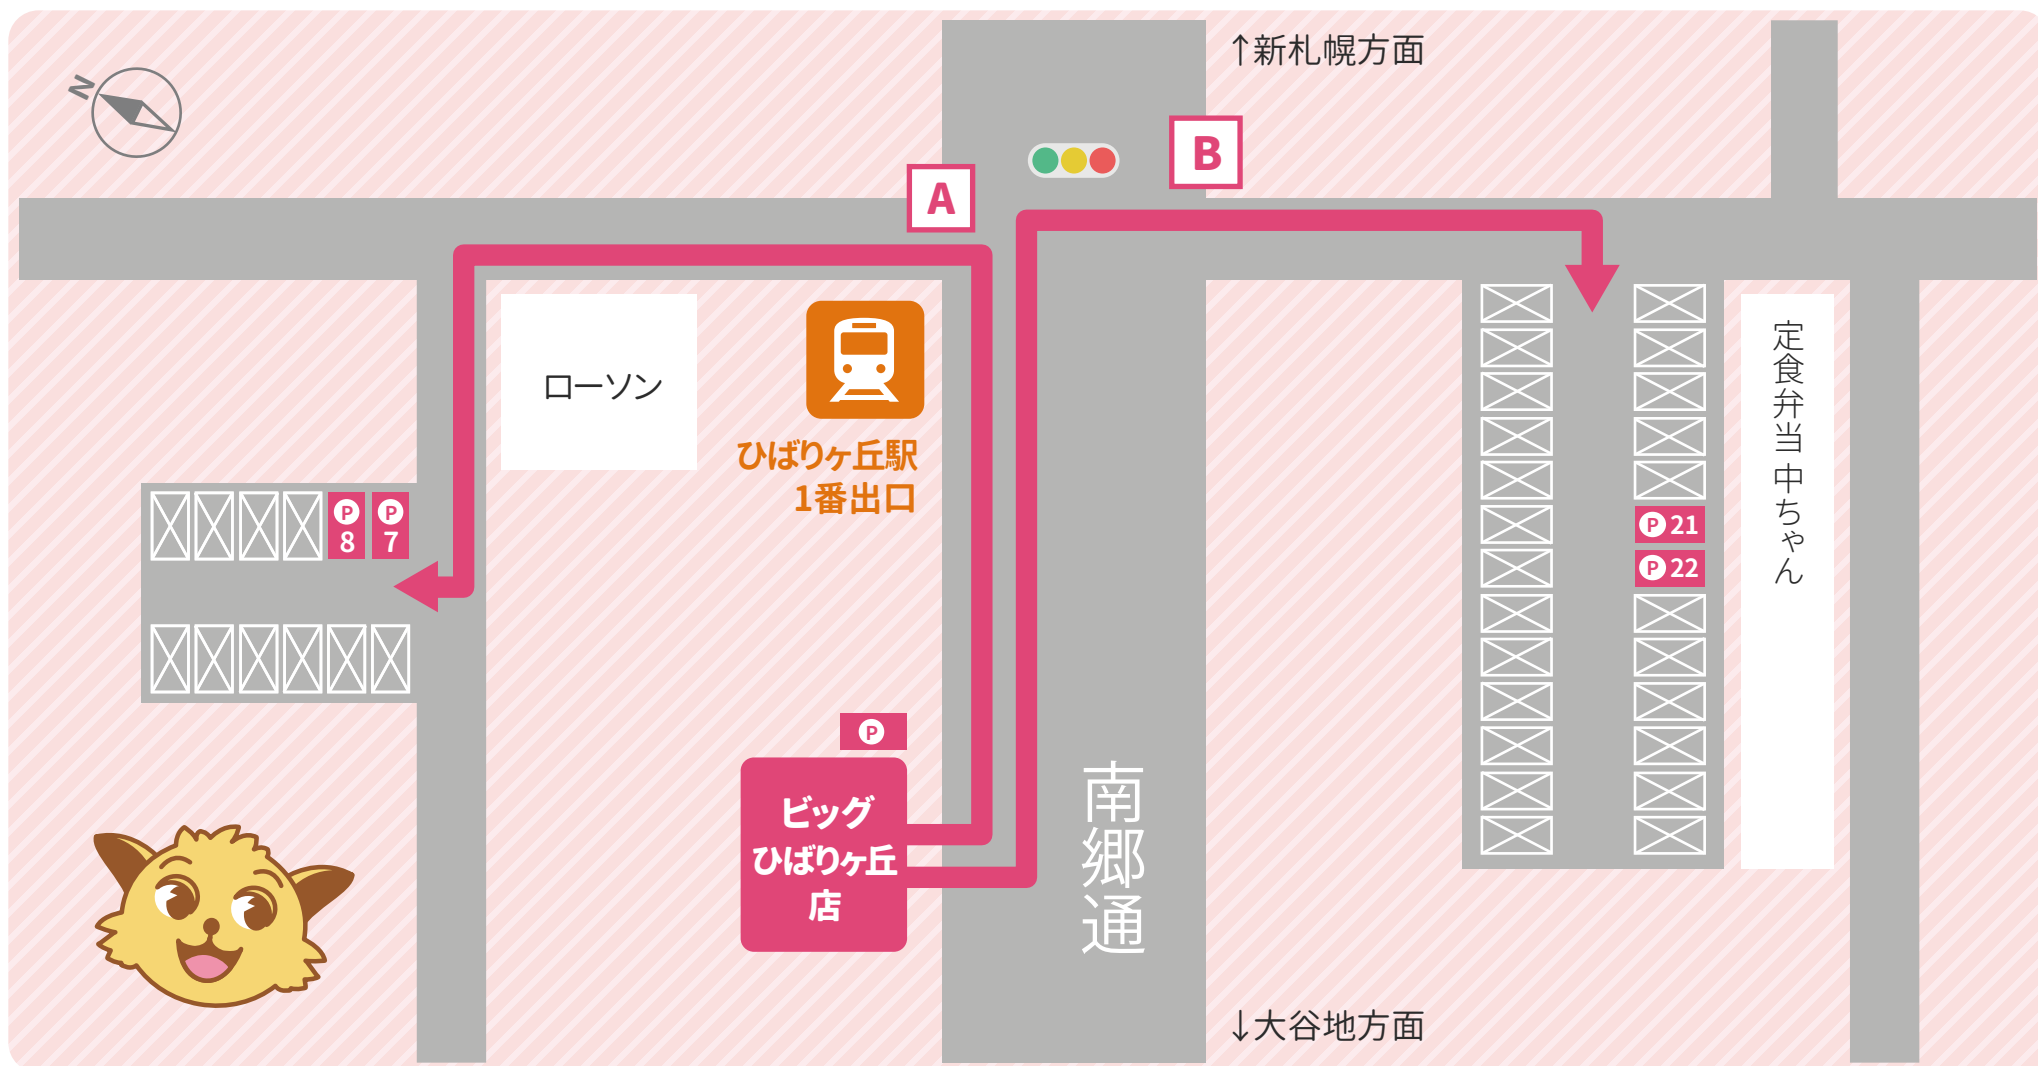 N
↑新札幌方面
A
B
ローソン
ひばりヶ丘駅
1番出口
定食弁当 中ちゃん
P
8
P
7
P 21
P 22
P
ビッグ
ひばりヶ丘
店
南郷通
↓大谷地方面